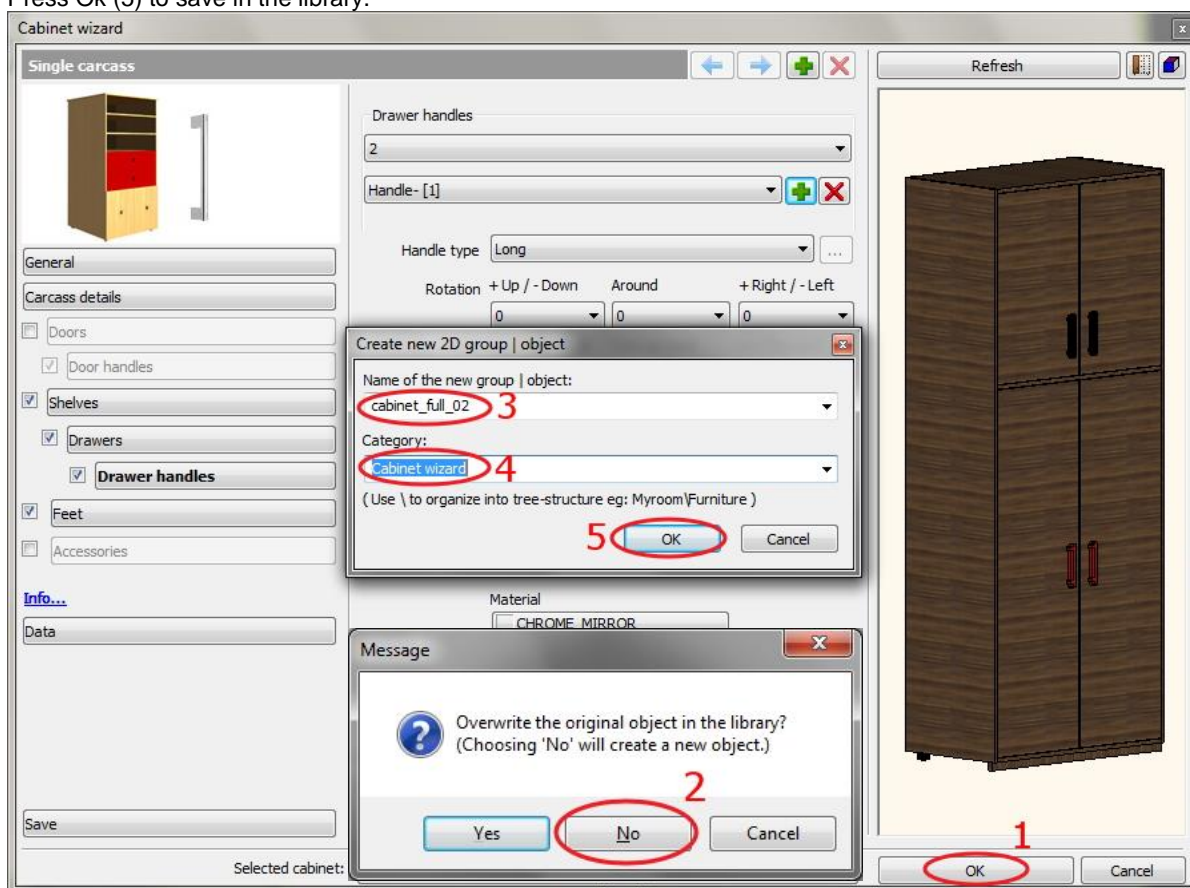 Press Ok (5) to save in the library.
Cabinet wizard
Single carcass
Refresh
Drawer handles
2
Handle- [1]
Handle type Long ...
General
Rotation + Up / - Down Around + Right / - Left
0 0 0
Carcass details
Doors
Door handles
Shelves
Drawers
Drawer handles
Feet
Accessories
Info...
Data
Save
Create new 2D group | object
Name of the new group | object:
cabinet_full_02 3
Category:
Cabinet wizard 4
( Use \ to organize into tree-structure eg: Myroom\Furniture )
5 OK Cancel
Material
CHROME_MIRROR
Message
Overwrite the original object in the library?
(Choosing 'No' will create a new object.)
2
Yes No Cancel
1
Selected cabinet:
OK Cancel